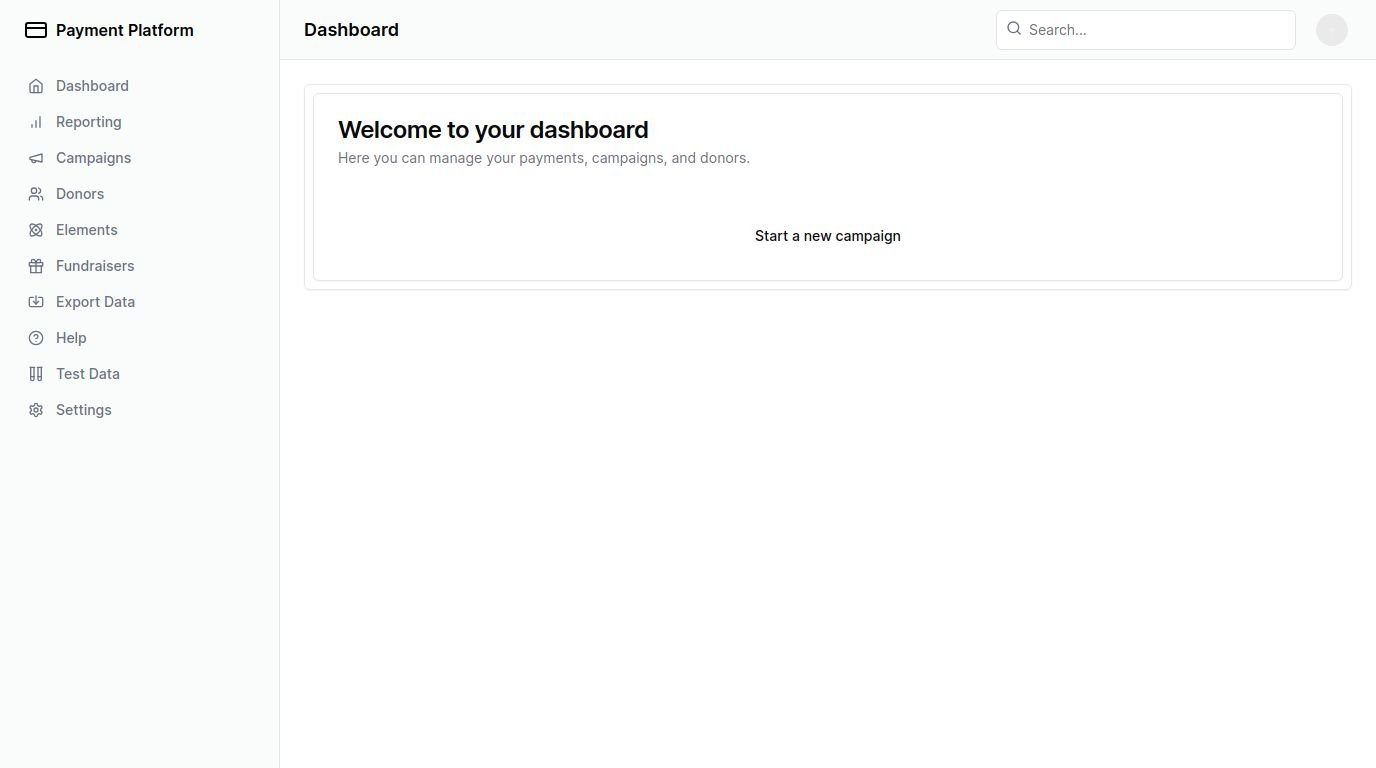 Payment Platform
Dashboard
Reporting
Campaigns
Donors
Elements
Fundraisers
Export Data
Help
Test Data
Settings
Dashboard
Search...
Welcome to your dashboard
Here you can manage your payments, campaigns, and donors.
Start a new campaign